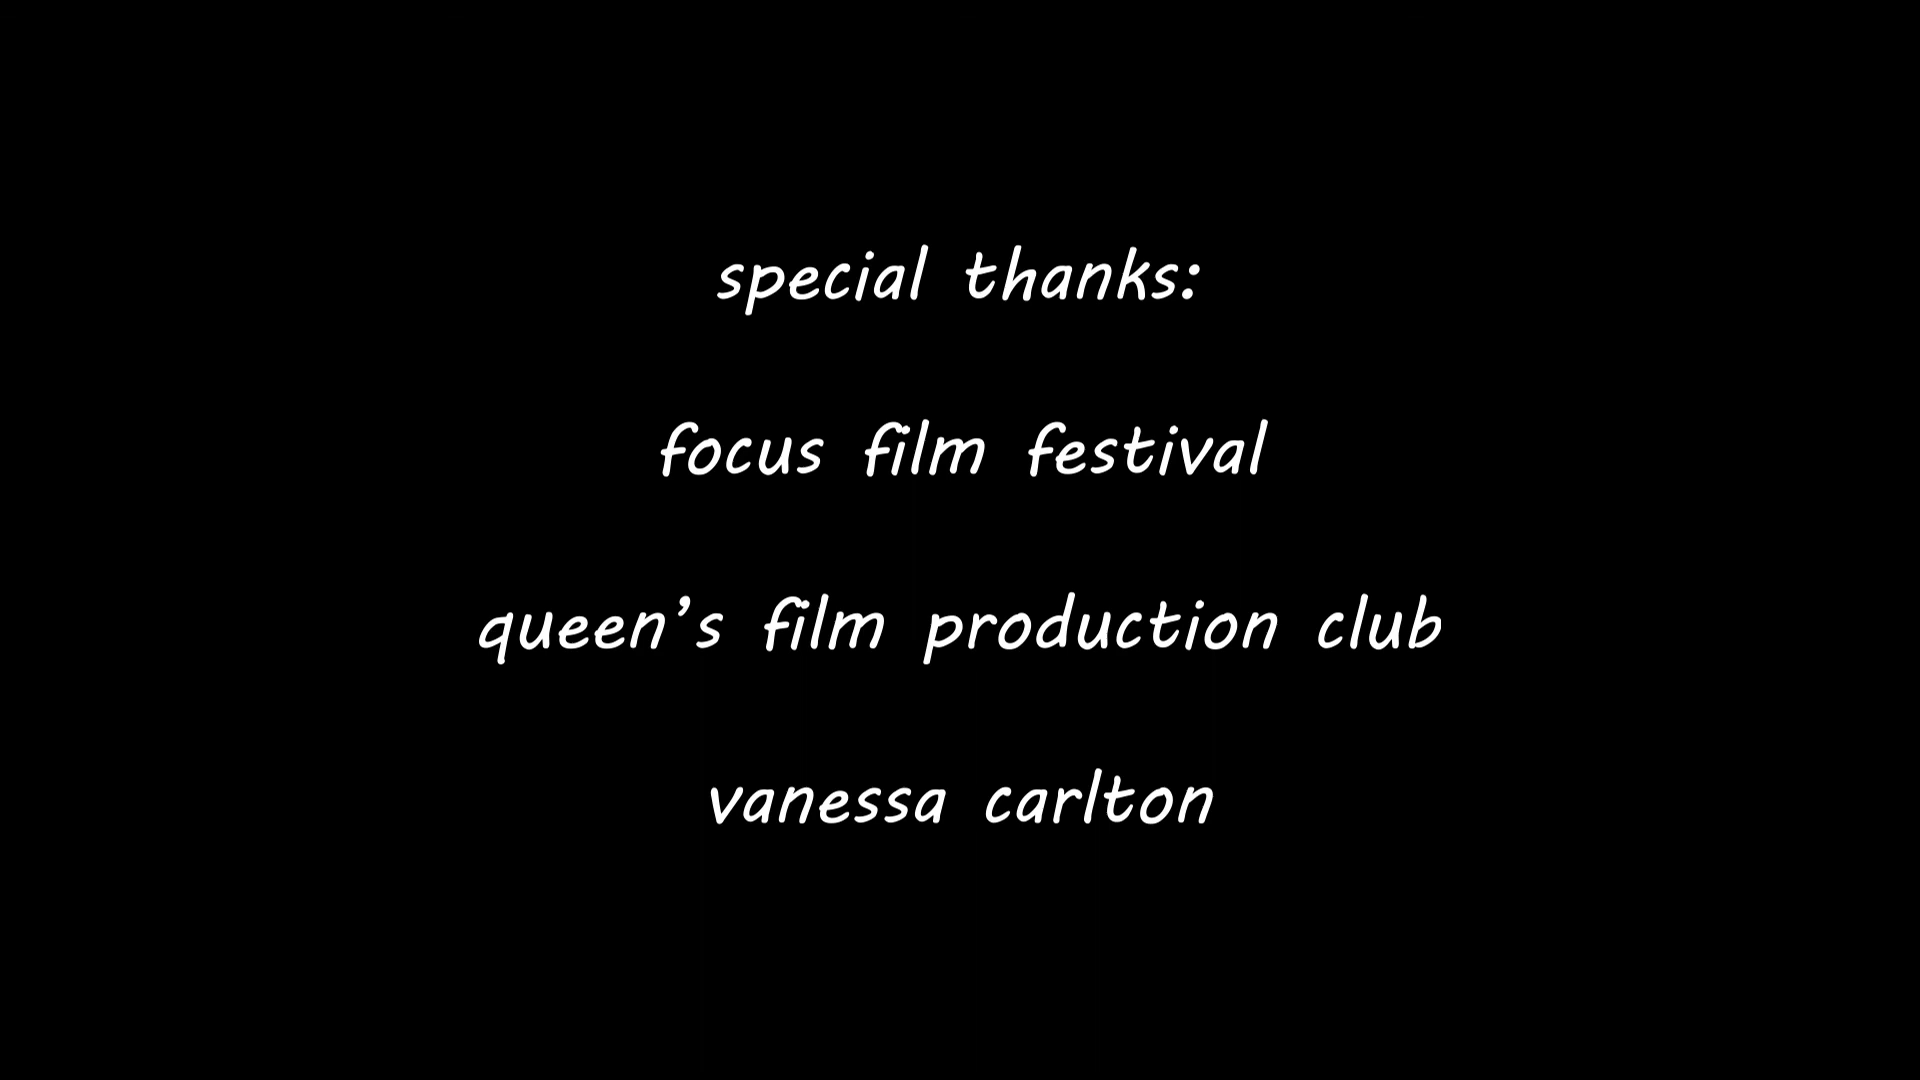 special thanks:
focus film festival
queen’s film production club
vanessa carlton